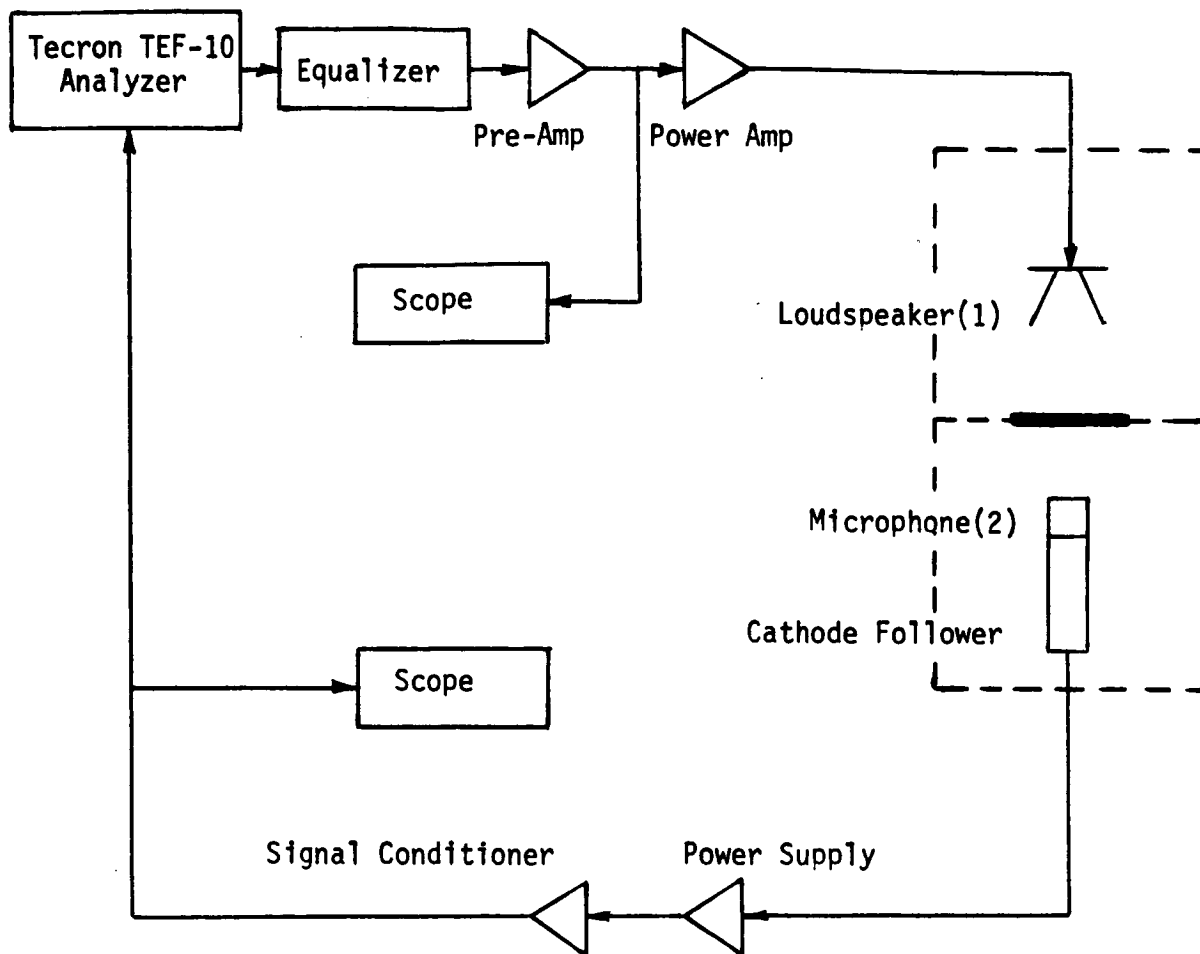 Tecron TEF-10
Analyzer
Equalizer
Pre-Amp
Power Amp
Scope
Loudspeaker(1)
Microphone(2)
Cathode Follower
Scope
Signal Conditioner
Power Supply